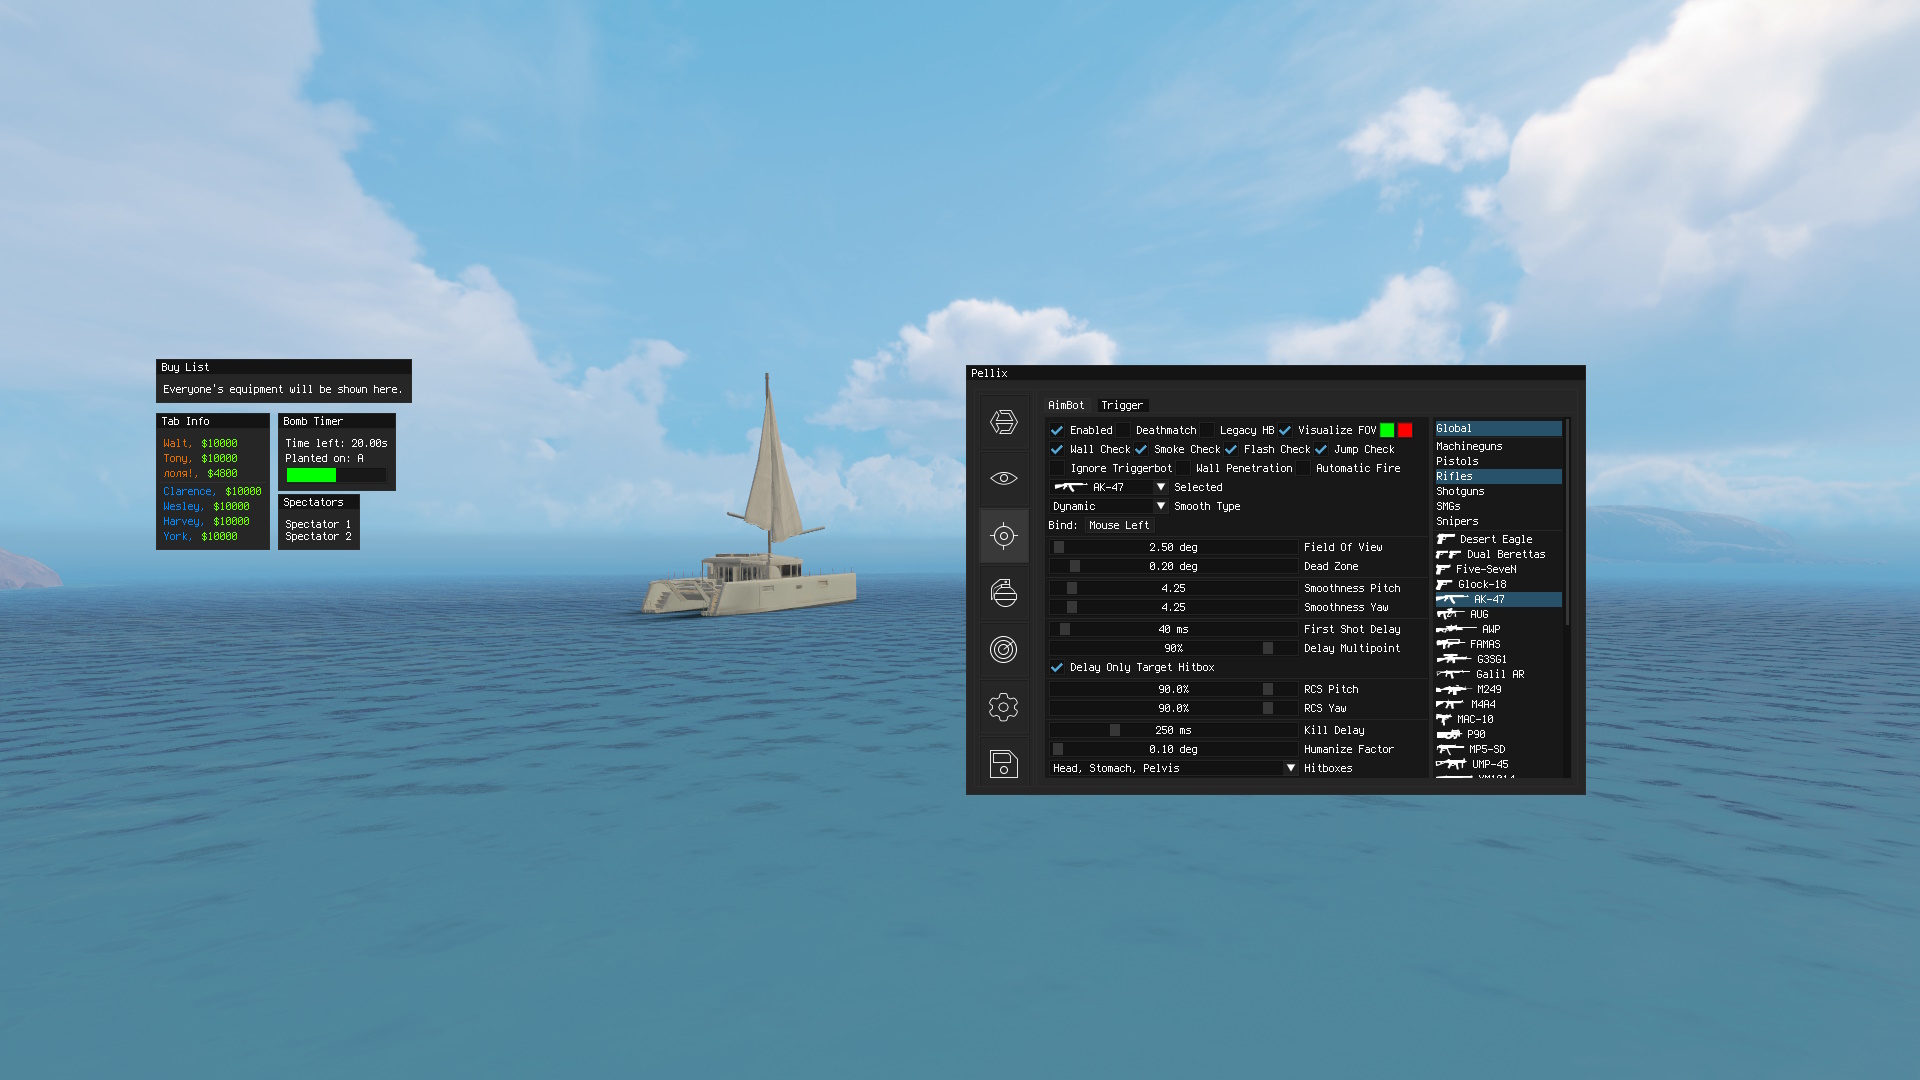 Buy List
Everyone's equipment will be shown here.
Tab Info
Walt, $10000
Tony, $10000
лоля!, $4800
Clarence, $10000
Wesley, $10000
Harvey, $10000
York, $10000
Bomb Timer
Time left: 20.00s
Planted on: A
Spectators
Spectator 1
Spectator 2
Pellix
AimBot Trigger
Enabled Deathmatch Legacy HB Visualize FOV
Wall Check Smoke Check Flash Check Jump Check
Ignore Triggerbot Wall Penetration Automatic Fire
AK-47 Selected
Dynamic Smooth Type
Bind: Mouse Left
2.50 deg Field Of View
0.20 deg Dead Zone
4.25 Smoothness Pitch
4.25 Smoothness Yaw
40 ms First Shot Delay
90% Delay Multipoint
Delay Only Target Hitbox
90.0% RCS Pitch
90.0% RCS Yaw
250 ms Kill Delay
0.10 deg Humanize Factor
Head, Stomach, Pelvis Hitboxes
Global
Machineguns
Pistols
Rifles
Shotguns
SMGs
Snipers
Desert Eagle
Dual Berettas
Five-SeveN
Glock-18
AK-47
AUG
AWP
FAMAS
G3SG1
Galil AR
M249
M4A4
MAC-10
P90
MP5-SD
UMP-45